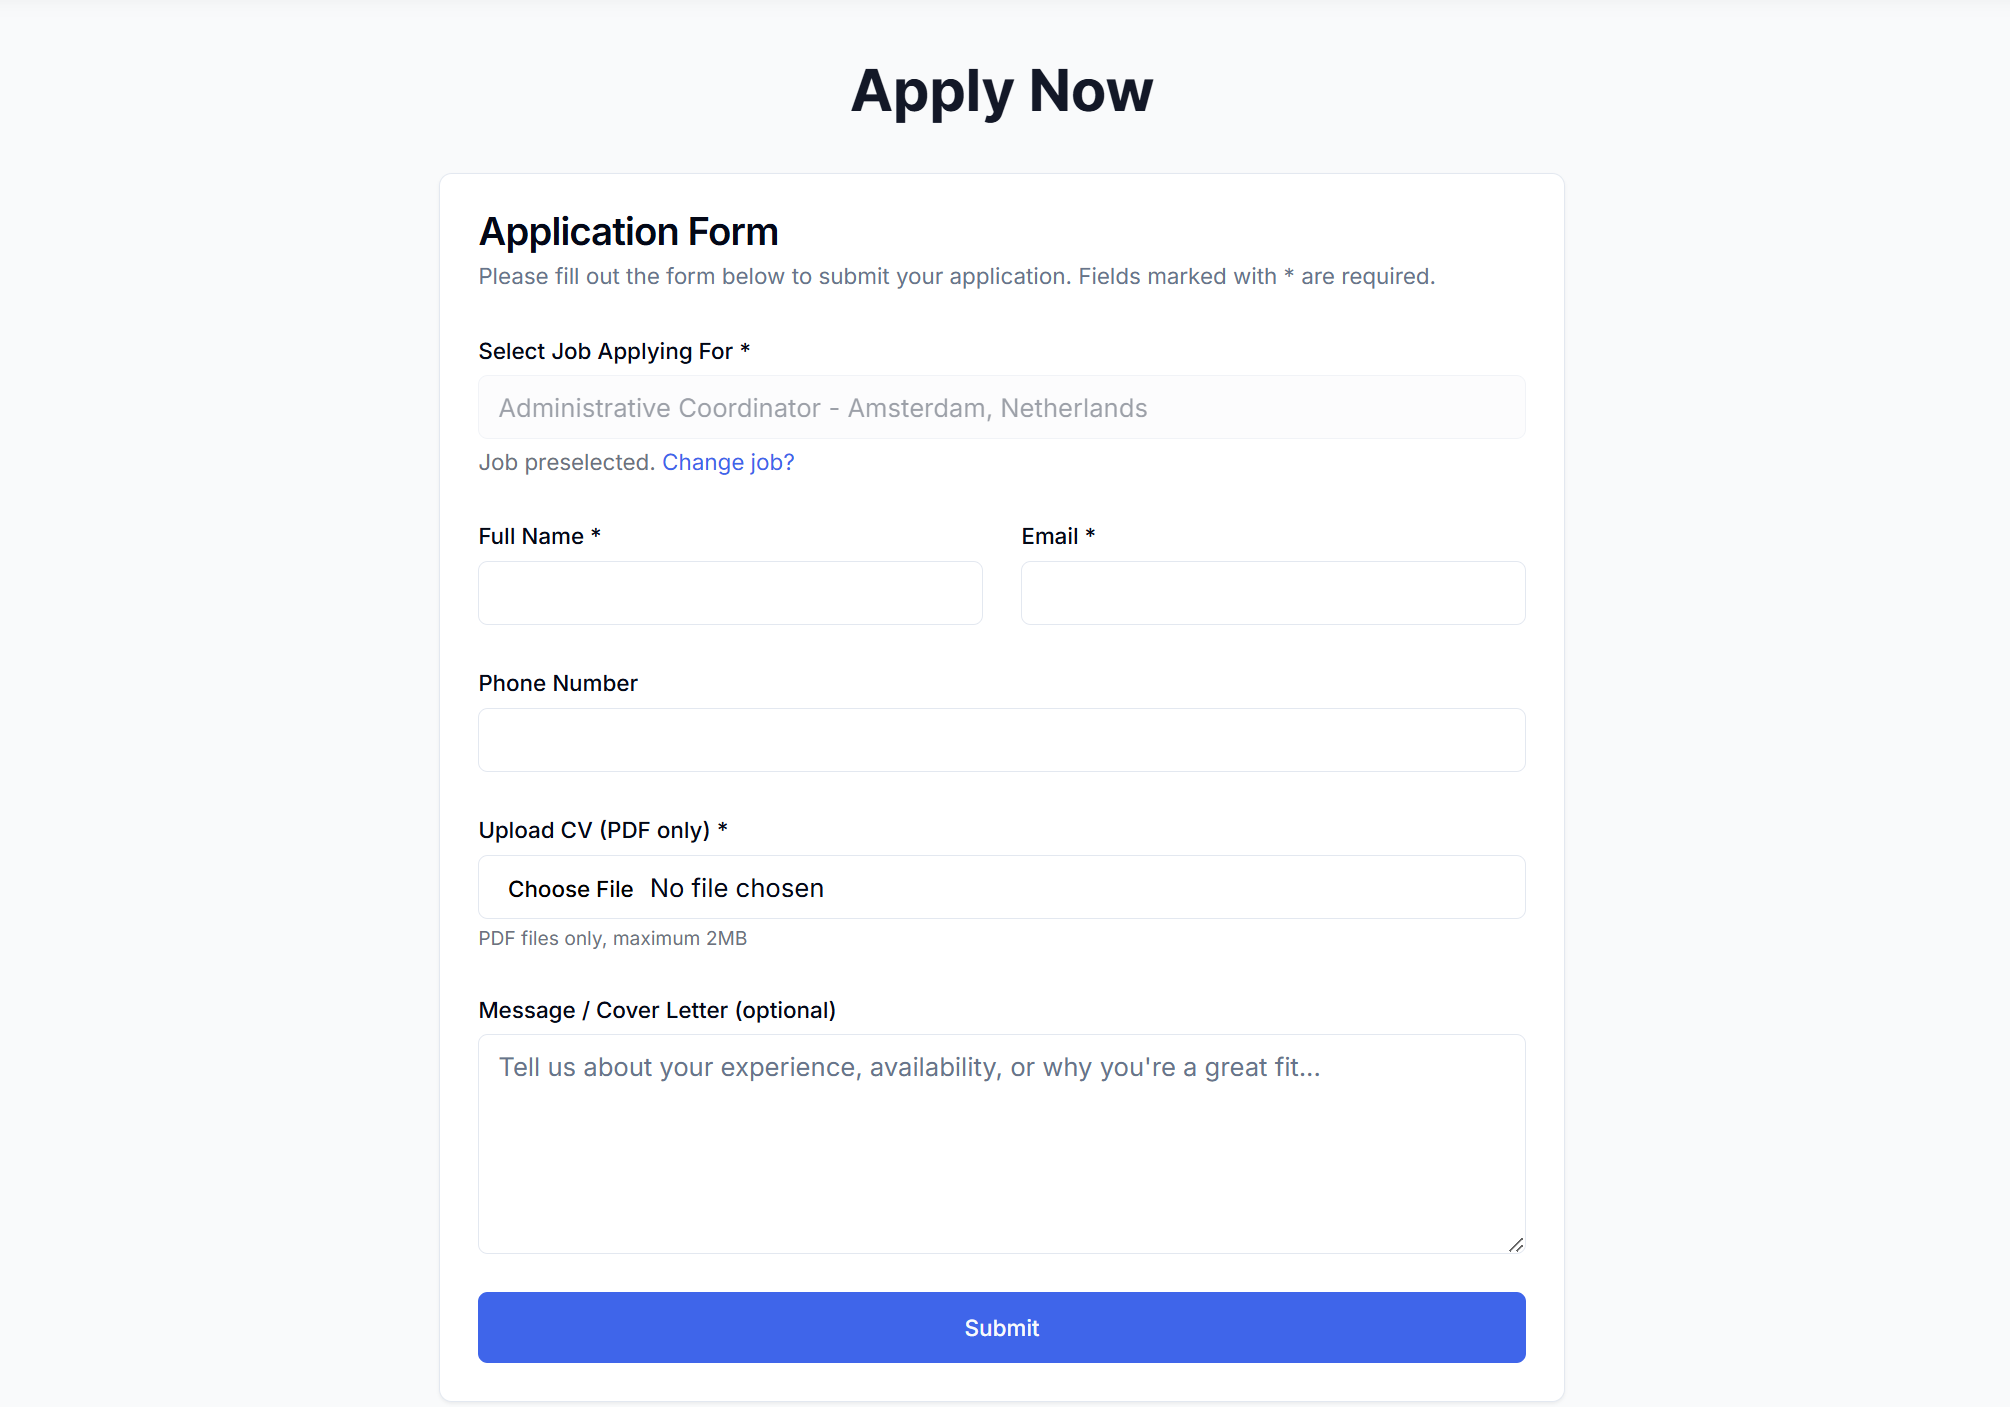 Apply Now
Application Form
Please fill out the form below to submit your application. Fields marked with * are required.
Select Job Applying For *
Administrative Coordinator - Amsterdam, Netherlands
Job preselected. Change job?
Full Name *
Email *
Phone Number
Upload CV (PDF only) *
Choose File No file chosen
PDF files only, maximum 2MB
Message / Cover Letter (optional)
Tell us about your experience, availability, or why you're a great fit...
Submit